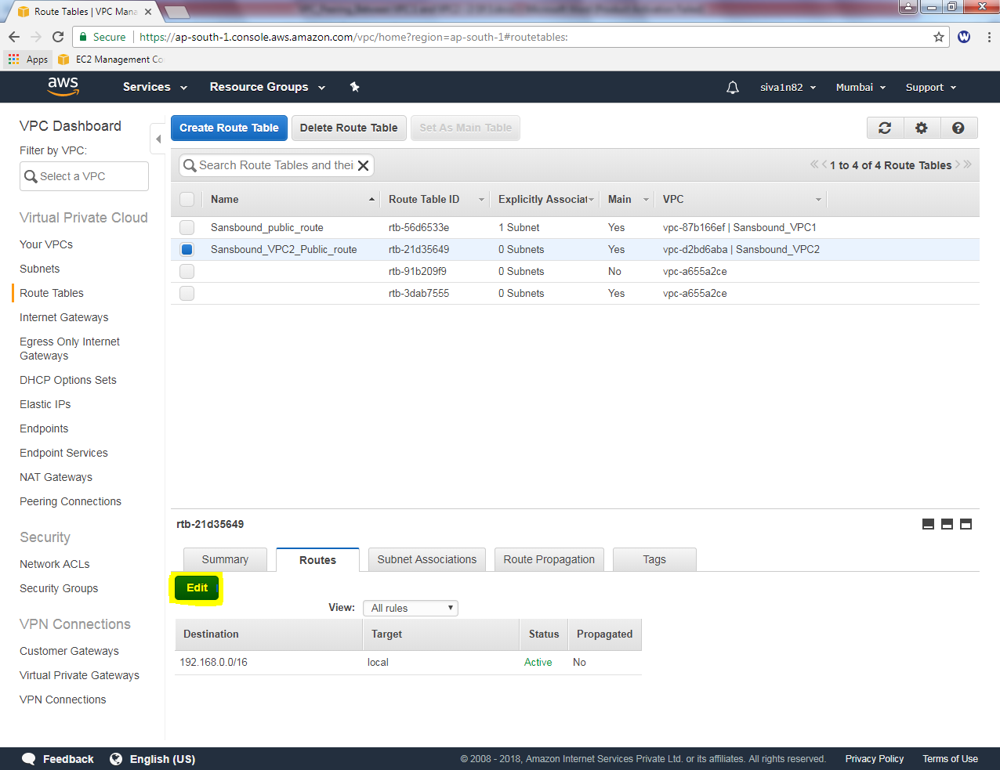 Route Tables | VPC Mana
Secure | https://ap-south-1.console.aws.amazon.com/vpc/home?region=ap-south-1#routetables:
Apps EC2 Management Co
aws Services Resource Groups siva1n82 Mumbai Support
VPC Dashboard
Filter by VPC:
Select a VPC
Virtual Private Cloud
Your VPCs
Subnets
Route Tables
Internet Gateways
Egress Only Internet
Gateways
DHCP Options Sets
Elastic IPs
Endpoints
Endpoint Services
NAT Gateways
Peering Connections
Security
Network ACLs
Security Groups
VPN Connections
Customer Gateways
Virtual Private Gateways
VPN Connections
Create Route Table Delete Route Table Set As Main Table
Search Route Tables and thei 1 to 4 of 4 Route Tables
Name Route Table ID Explicitly Associat Main VPC
Sansbound_public_route rtb-56d6533e 1 Subnet Yes vpc-87b166ef | Sansbound_VPC1
Sansbound_VPC2_Public_route rtb-21d35649 0 Subnets Yes vpc-d2bd6aba | Sansbound_VPC2
rtb-91b209f9 0 Subnets No vpc-a655a2ce
rtb-3dab7555 0 Subnets Yes vpc-a655a2ce
rtb-21d35649
Summary Routes Subnet Associations Route Propagation Tags
Edit
View: All rules
Destination Target Status Propagated
192.168.0.0/16 local Active No
Feedback English (US) © 2008 - 2018, Amazon Internet Services Private Ltd. or its affiliates. All rights reserved. Privacy Policy Terms of Use